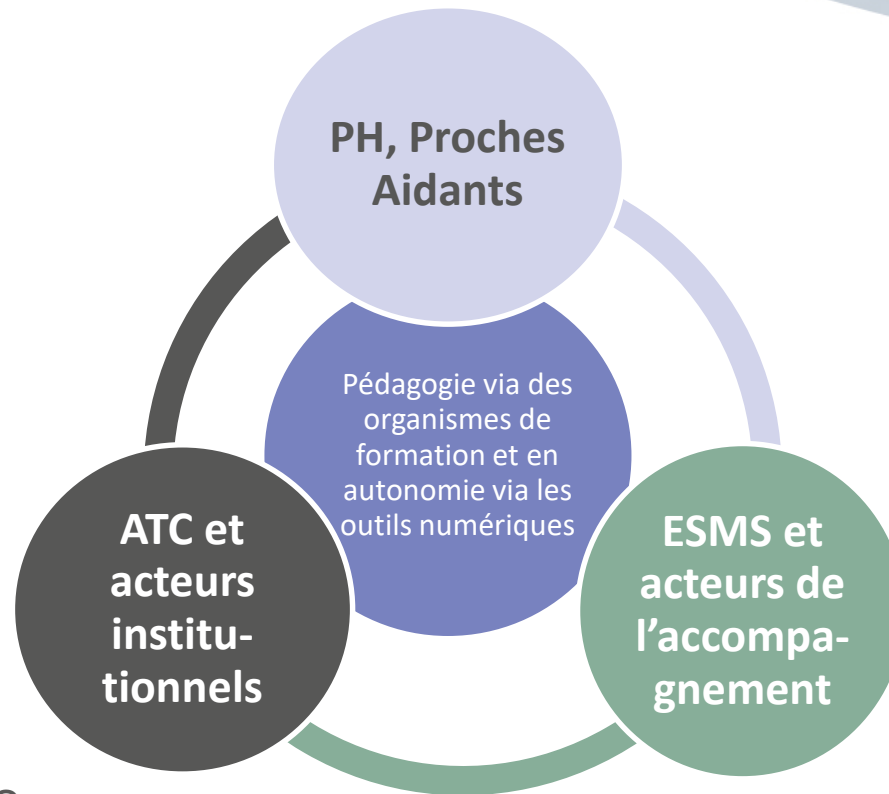 PH, Proches
Aidants
Pédagogie via des
organismes de
formation et en
autonomie via les
outils numériques
ATC et
acteurs
institu-
tionnels
ESMS et
acteurs de
l’accompa-
gnement